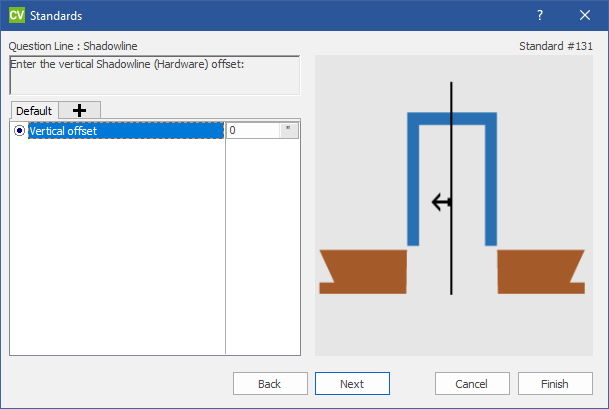 CV Standards ?
Question Line : Shadowline
Standard #131
Enter the vertical Shadowline (Hardware) offset:
Default
Vertical offset 0 "
Back Next Cancel Finish